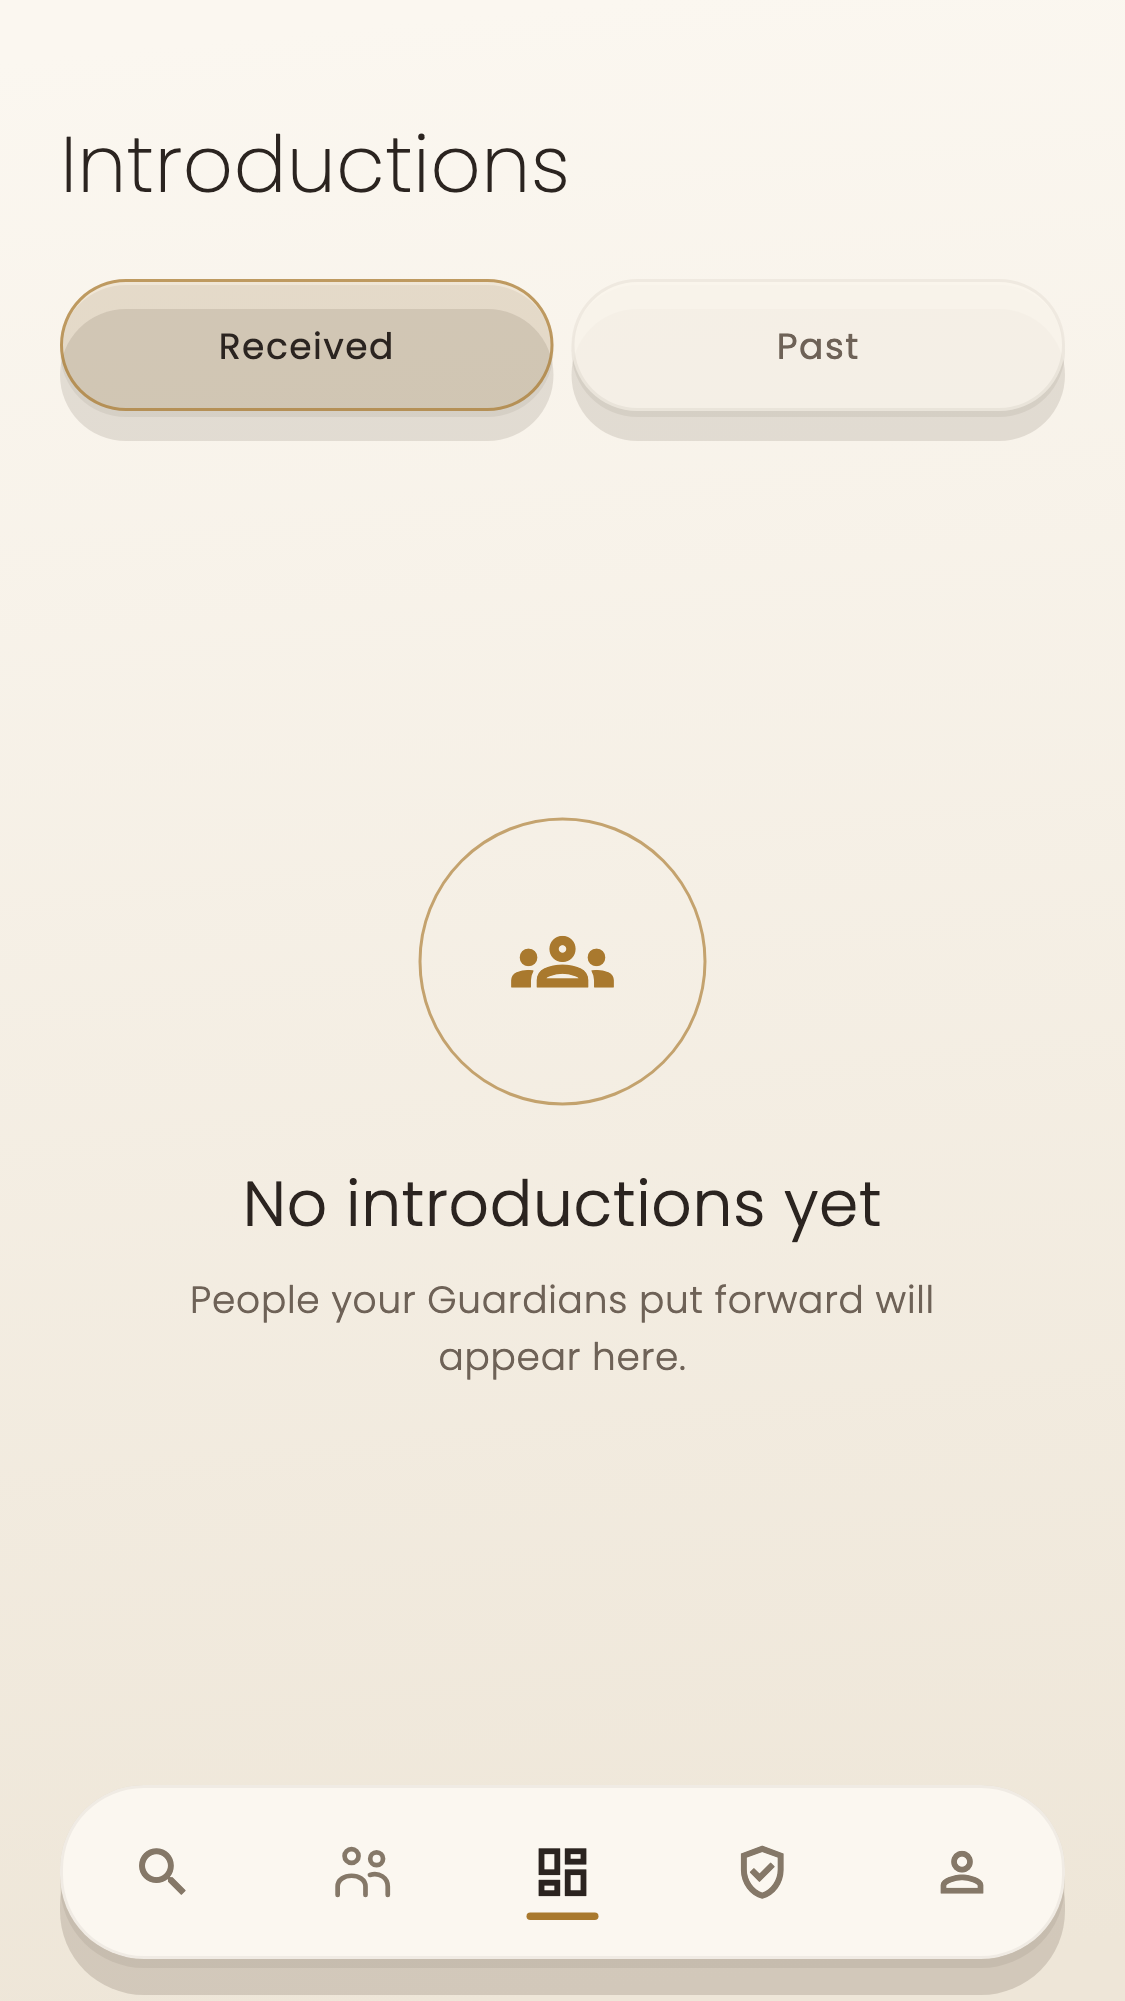 Introductions
Received
Past
No introductions yet
People your Guardians put forward will
appear here.